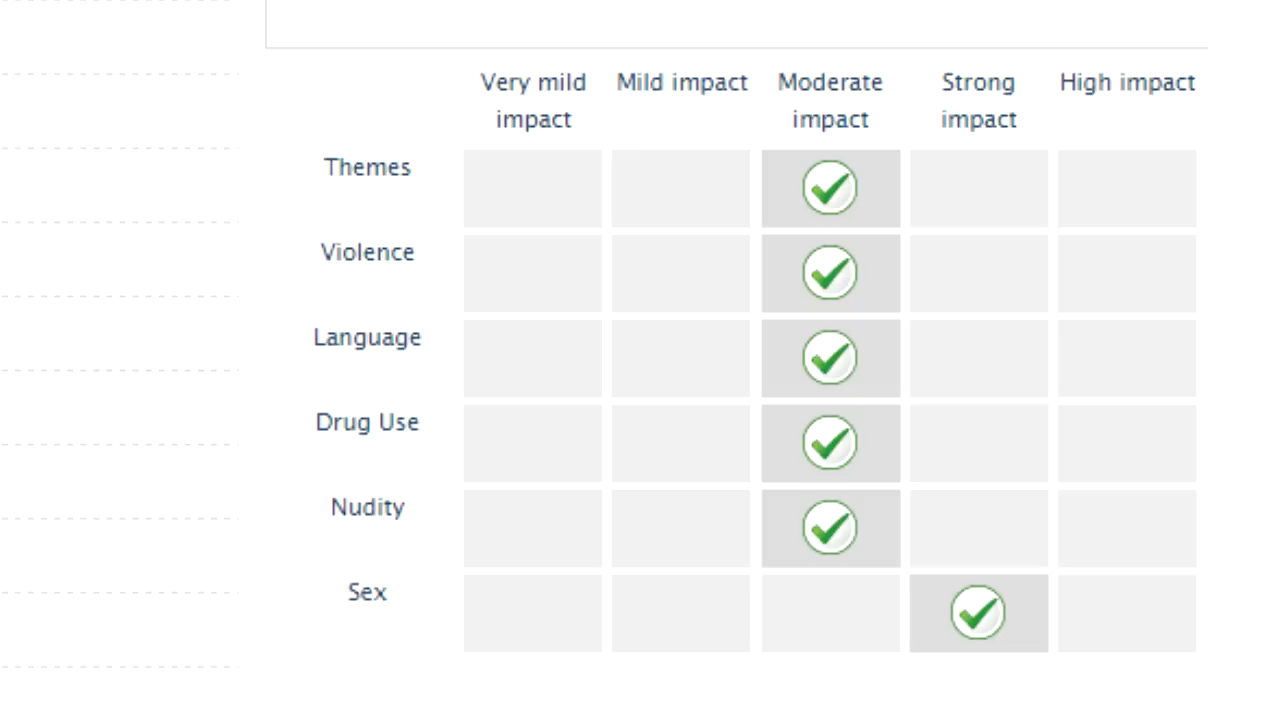 Very mild impact
Mild impact
Moderate impact
Strong impact
High impact
Themes
Violence
Language
Drug Use
Nudity
Sex